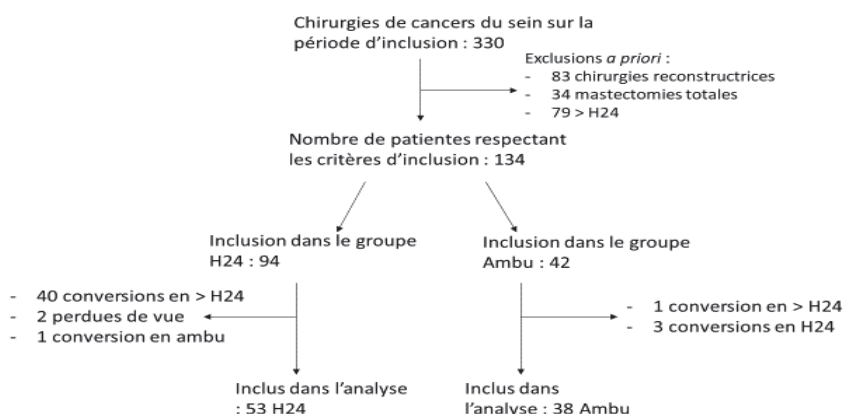 Chirurgies de cancers du sein sur la
période d’inclusion : 330
Exclusions a priori :
- 83 chirurgies reconstructrices
- 34 mastectomies totales
- 79 > H24
Nombre de patientes respectant
les critères d’inclusion : 134
Inclusion dans le groupe
H24 : 94
Inclusion dans le groupe
Ambu : 42
- 40 conversions en > H24
- 2 perdues de vue
- 1 conversion en ambu
- 1 conversion en > H24
- 3 conversions en H24
Inclus dans l’analyse
: 53 H24
Inclus dans
l’analyse : 38 Ambu